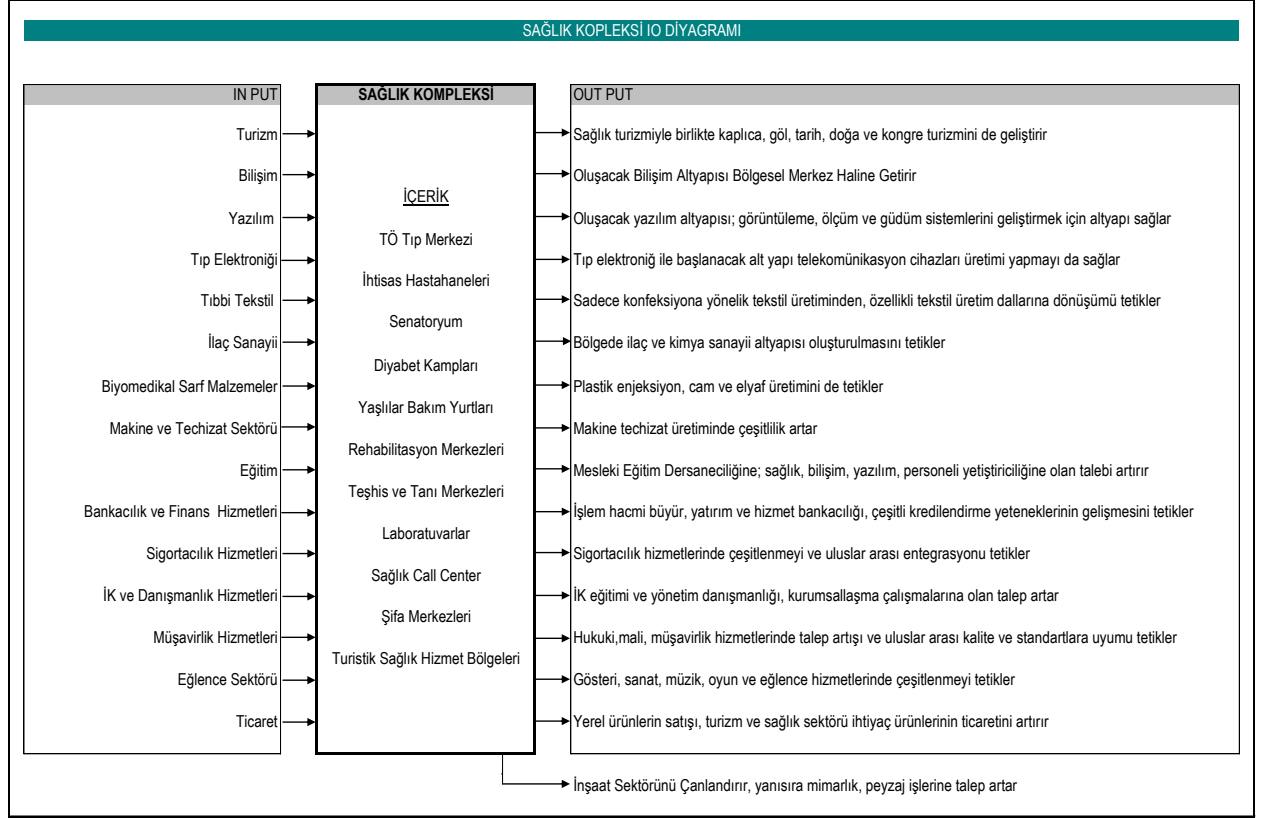 SAĞLIK KOPLEKSİ IO DİYAGRAMI
IN PUT
SAĞLIK KOMPLEKSİ
OUT PUT
Turizm
Bilişim
Yazılım
Tıp Elektroniği
Tıbbi Tekstil
İlaç Sanayii
Biyomedikal Sarf Malzemeler
Makine ve Techizat Sektörü
Eğitim
Bankacılık ve Finans Hizmetleri
Sigortacılık Hizmetleri
İK ve Danışmanlık Hizmetleri
Müşavirlik Hizmetleri
Eğlence Sektörü
Ticaret
İÇERİK
TÖ Tıp Merkezi
İhtisas Hastahaneleri
Senatoryum
Diyabet Kampları
Yaşlılar Bakım Yurtları
Rehabilitasyon Merkezleri
Teşhis ve Tanı Merkezleri
Laboratuvarlar
Sağlık Call Center
Şifa Merkezleri
Turistik Sağlık Hizmet Bölgeleri
Sağlık turizmiyle birlikte kaplıca, göl, tarih, doğa ve kongre turizmini de geliştirir
Oluşacak Bilişim Altyapısı Bölgesel Merkez Haline Getirir
Oluşacak yazılım altyapısı; görüntüleme, ölçüm ve güdüm sistemlerini geliştirmek için altyapı sağlar
Tıp elektroniğ ile başlanacak alt yapı telekomünikasyon cihazları üretimi yapmayı da sağlar
Sadece konfeksiyona yönelik tekstil üretiminden, özellikli tekstil üretim dallarına dönüşümü tetikler
Bölgede ilaç ve kimya sanayii altyapısı oluşturulmasını tetikler
Plastik enjeksiyon, cam ve elyaf üretimini de tetikler
Makine techizat üretiminde çeşitlilik artar
Mesleki Eğitim Dersaneciliğine; sağlık, bilişim, yazılım, personeli yetiştiriciliğine olan talebi artırır
İşlem hacmi büyür, yatırım ve hizmet bankacılığı, çeşitli kredilendirme yeteneklerinin gelişmesini tetikler
Sigortacılık hizmetlerinde çeşitlenmeyi ve uluslar arası entegrasyonu tetikler
İK eğitimi ve yönetim danışmanlığı, kurumsallaşma çalışmalarına olan talep artar
Hukuki,mali, müşavirlik hizmetlerinde talep artışı ve uluslar arası kalite ve standartlara uyumu tetikler
Gösteri, sanat, müzik, oyun ve eğlence hizmetlerinde çeşitlenmeyi tetikler
Yerel ürünlerin satışı, turizm ve sağlık sektörü ihtiyaç ürünlerinin ticaretini artırır
İnşaat Sektörünü Çanlandırır, yanısıra mimarlık, peyzaj işlerine talep artar